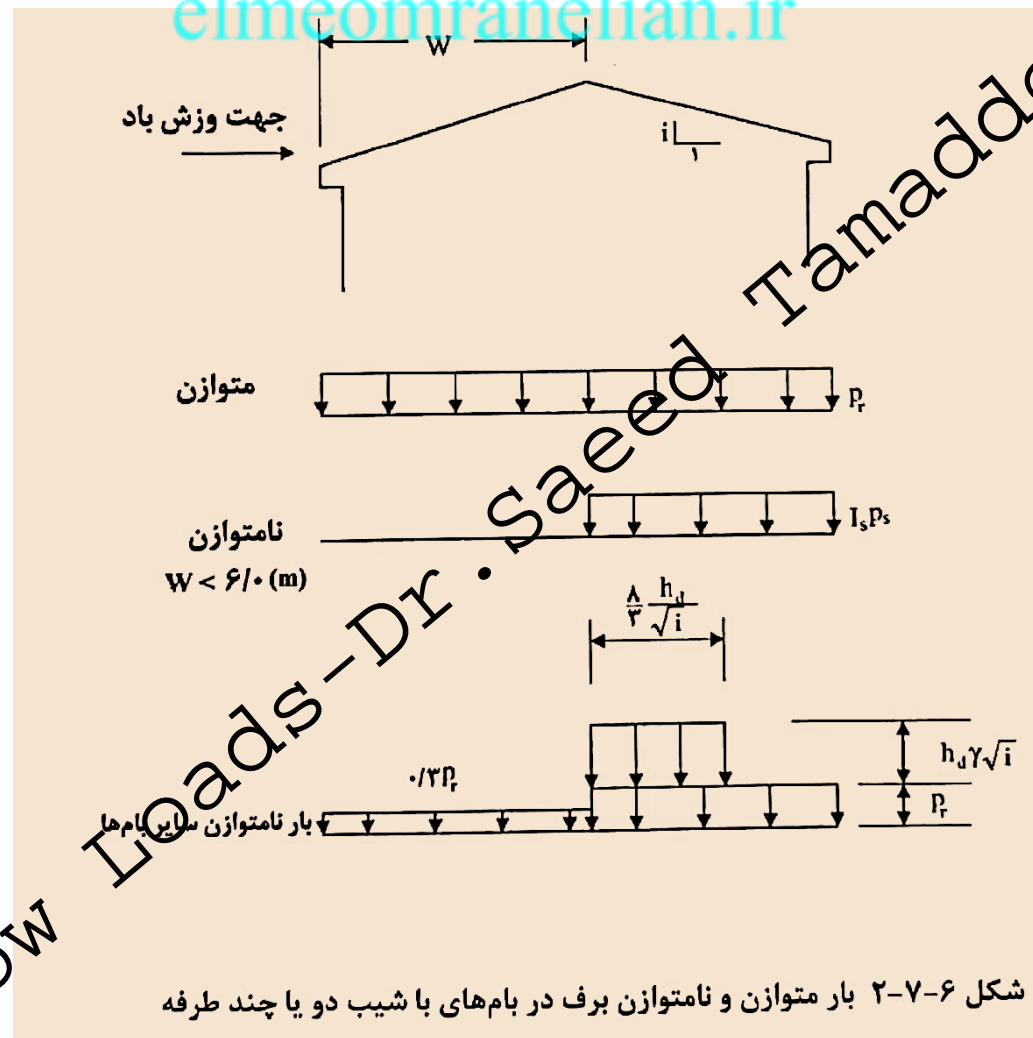 elmeomranelian.ir
W
جهت وزش باد
i
۱
متوازن
Pr
نامتوازن
W < ۶/۰ (m)
Isps
۸/۳ hd/√i
hdγ√i
۰/۳Pr
Pr
بار نامتوازن سایر بام‌ها
ow Loads-Dr.Saeed Tamaddo
شکل ۶-۷-۲ بار متوازن و نامتوازن برف در بام‌های با شیب دو یا چند طرفه